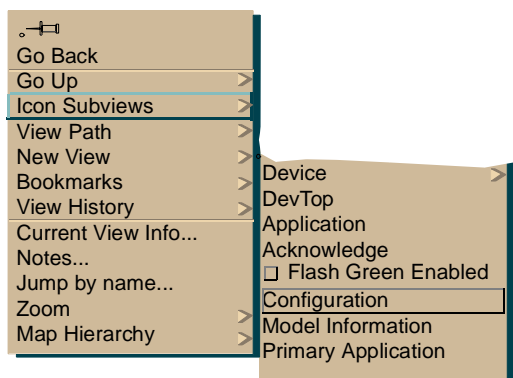 Go Back
Go Up
Icon Subviews
View Path
New View
Bookmarks
View History
Current View Info...
Notes...
Jump by name...
Zoom
Map Hierarchy
Device
DevTop
Application
Acknowledge
Flash Green Enabled
Configuration
Model Information
Primary Application